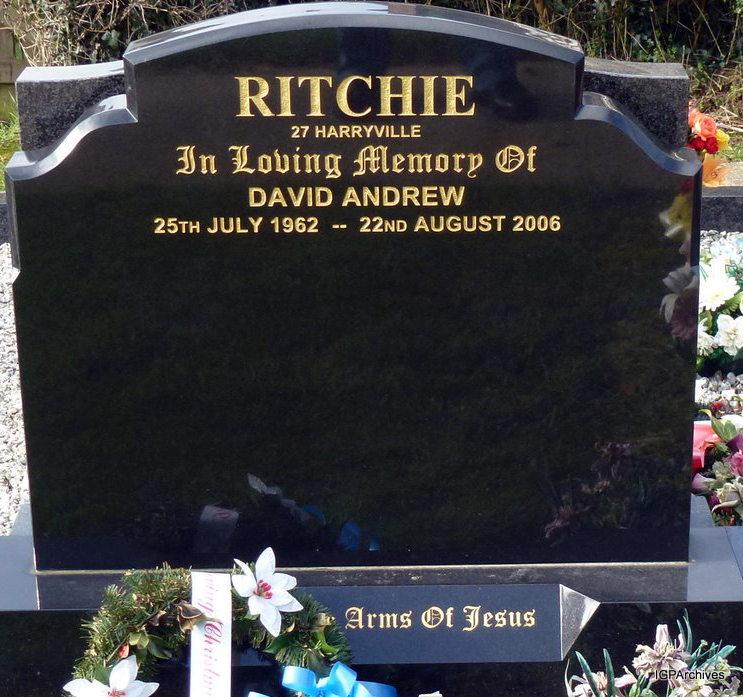 RITCHIE
27 HARRYVILLE
In Loving Memory Of
DAVID ANDREW
25TH JULY 1962 -- 22ND AUGUST 2006
Arms Of Jesus
IGPArchives